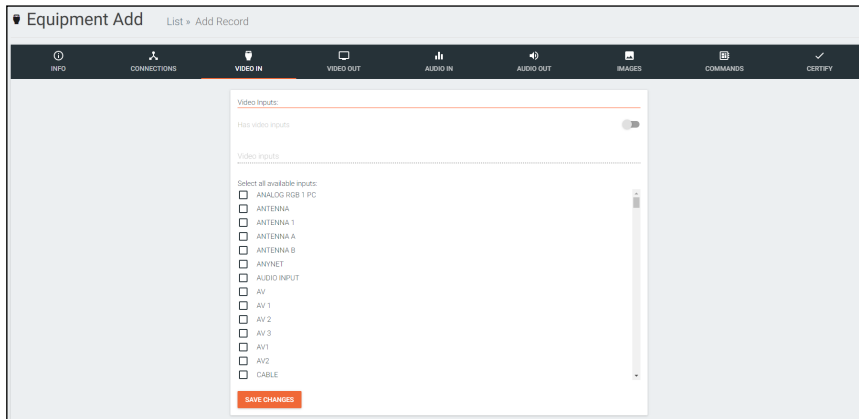 Equipment Add List » Add Record
INFO CONNECTIONS VIDEO IN VIDEO OUT AUDIO IN AUDIO OUT IMAGES COMMANDS CERTIFY
Video Inputs:
Has video inputs
Video inputs
Select all available inputs:
ANALOG RGB 1 PC
ANTENNA
ANTENNA 1
ANTENNA A
ANTENNA B
ANYNET
AUDIO INPUT
AV
AV 1
AV 2
AV 3
AV1
AV2
CABLE
SAVE CHANGES